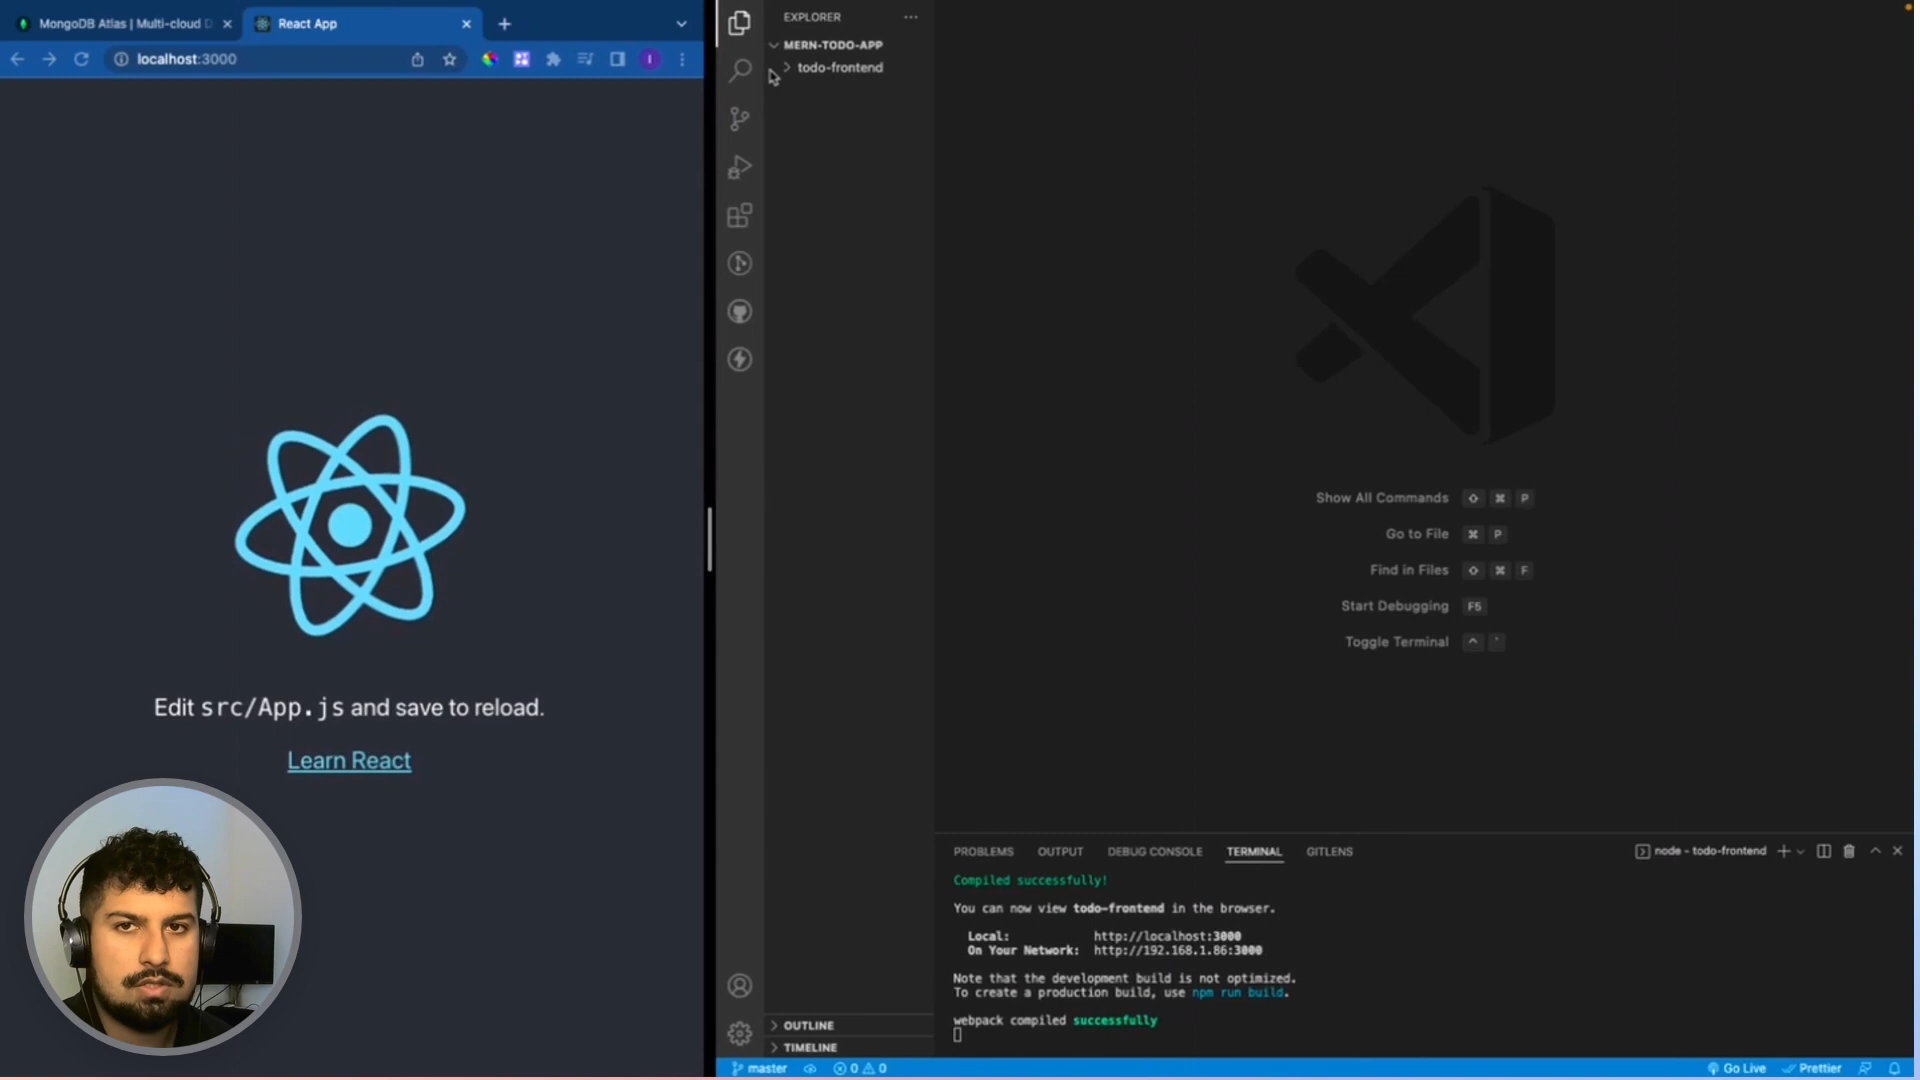 MongoDB Atlas | Multi-cloud D
React App
localhost:3000
I
Edit src/App.js and save to reload.
Learn React
EXPLORER
MERN-TODO-APP
todo-frontend
OUTLINE
TIMELINE
Show All Commands ⇧ ⌘ P
Go to File ⌘ P
Find in Files ⇧ ⌘ F
Start Debugging F5
Toggle Terminal ^ `
PROBLEMS OUTPUT DEBUG CONSOLE TERMINAL GITLENS
node - todo-frontend
Compiled successfully!
You can now view todo-frontend in the browser.
Local: http://localhost:3000
On Your Network: http://192.168.1.86:3000
Note that the development build is not optimized.
To create a production build, use npm run build.
webpack compiled successfully
master 0 0 Go Live Prettier